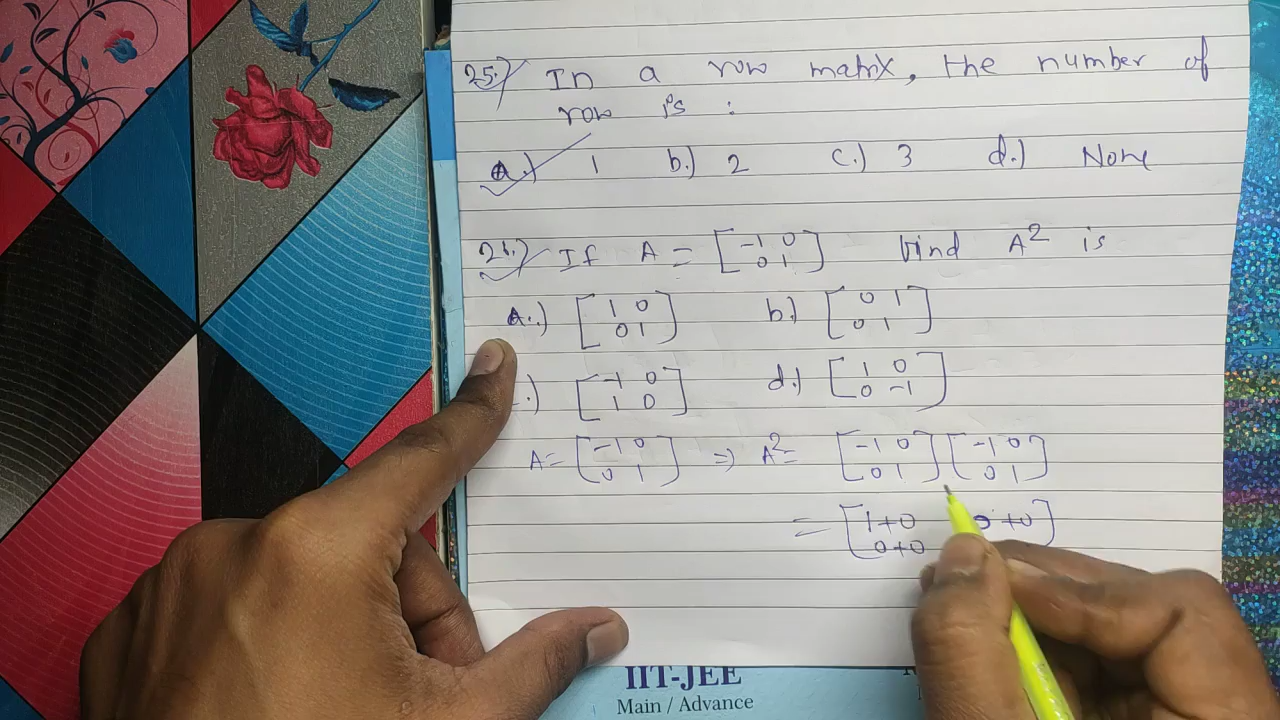 25.) In a row matrix, the number of
row is :
a.) 1 b.) 2 c.) 3 d.) None
26.) If A = [-1 0
0 1] find A² is
a.) [1 0
0 1] b.) [0 1
0 1]
c.) [-1 0
1 0] d.) [1 0
0 -1]
A = [-1 0
0 1] ⇒ A² = [-1 0
0 1] [-1 0
0 1]
= [1+0 0+0
0+0 ]
IIT-JEE
Main / Advance